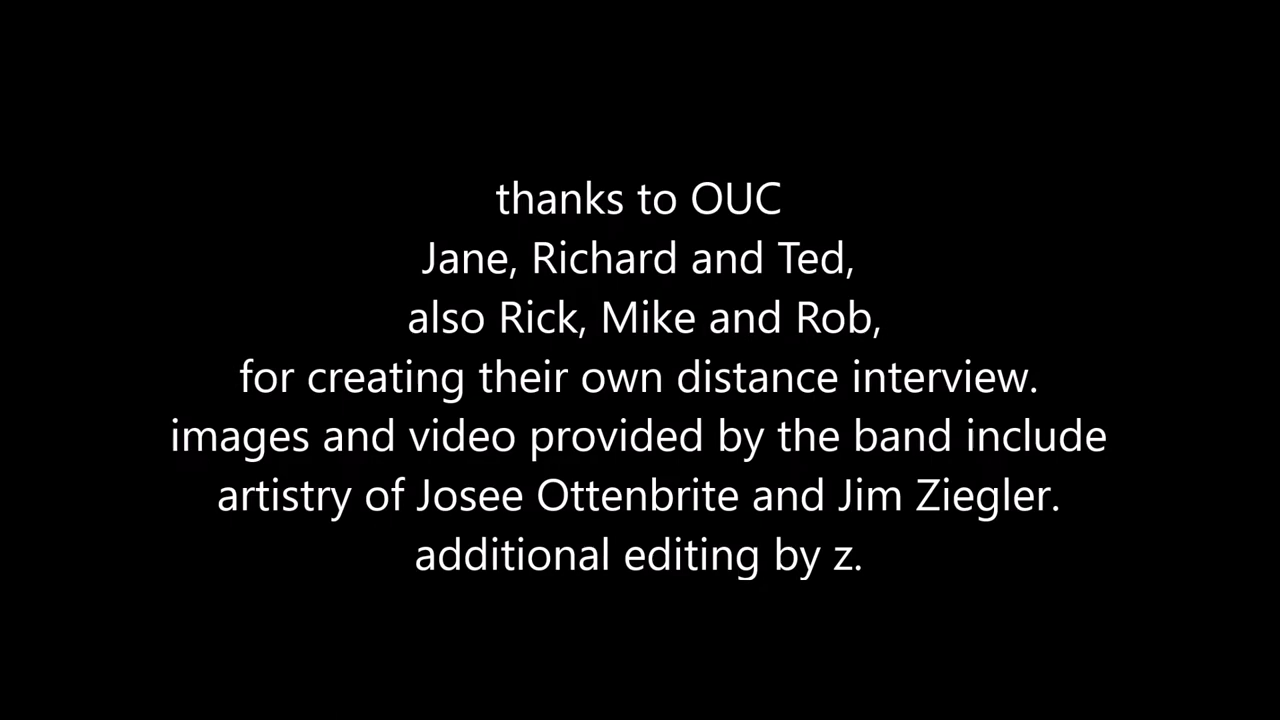 thanks to OUC
Jane, Richard and Ted,
also Rick, Mike and Rob,
for creating their own distance interview.
images and video provided by the band include
artistry of Josee Ottenbrite and Jim Ziegler.
additional editing by z.